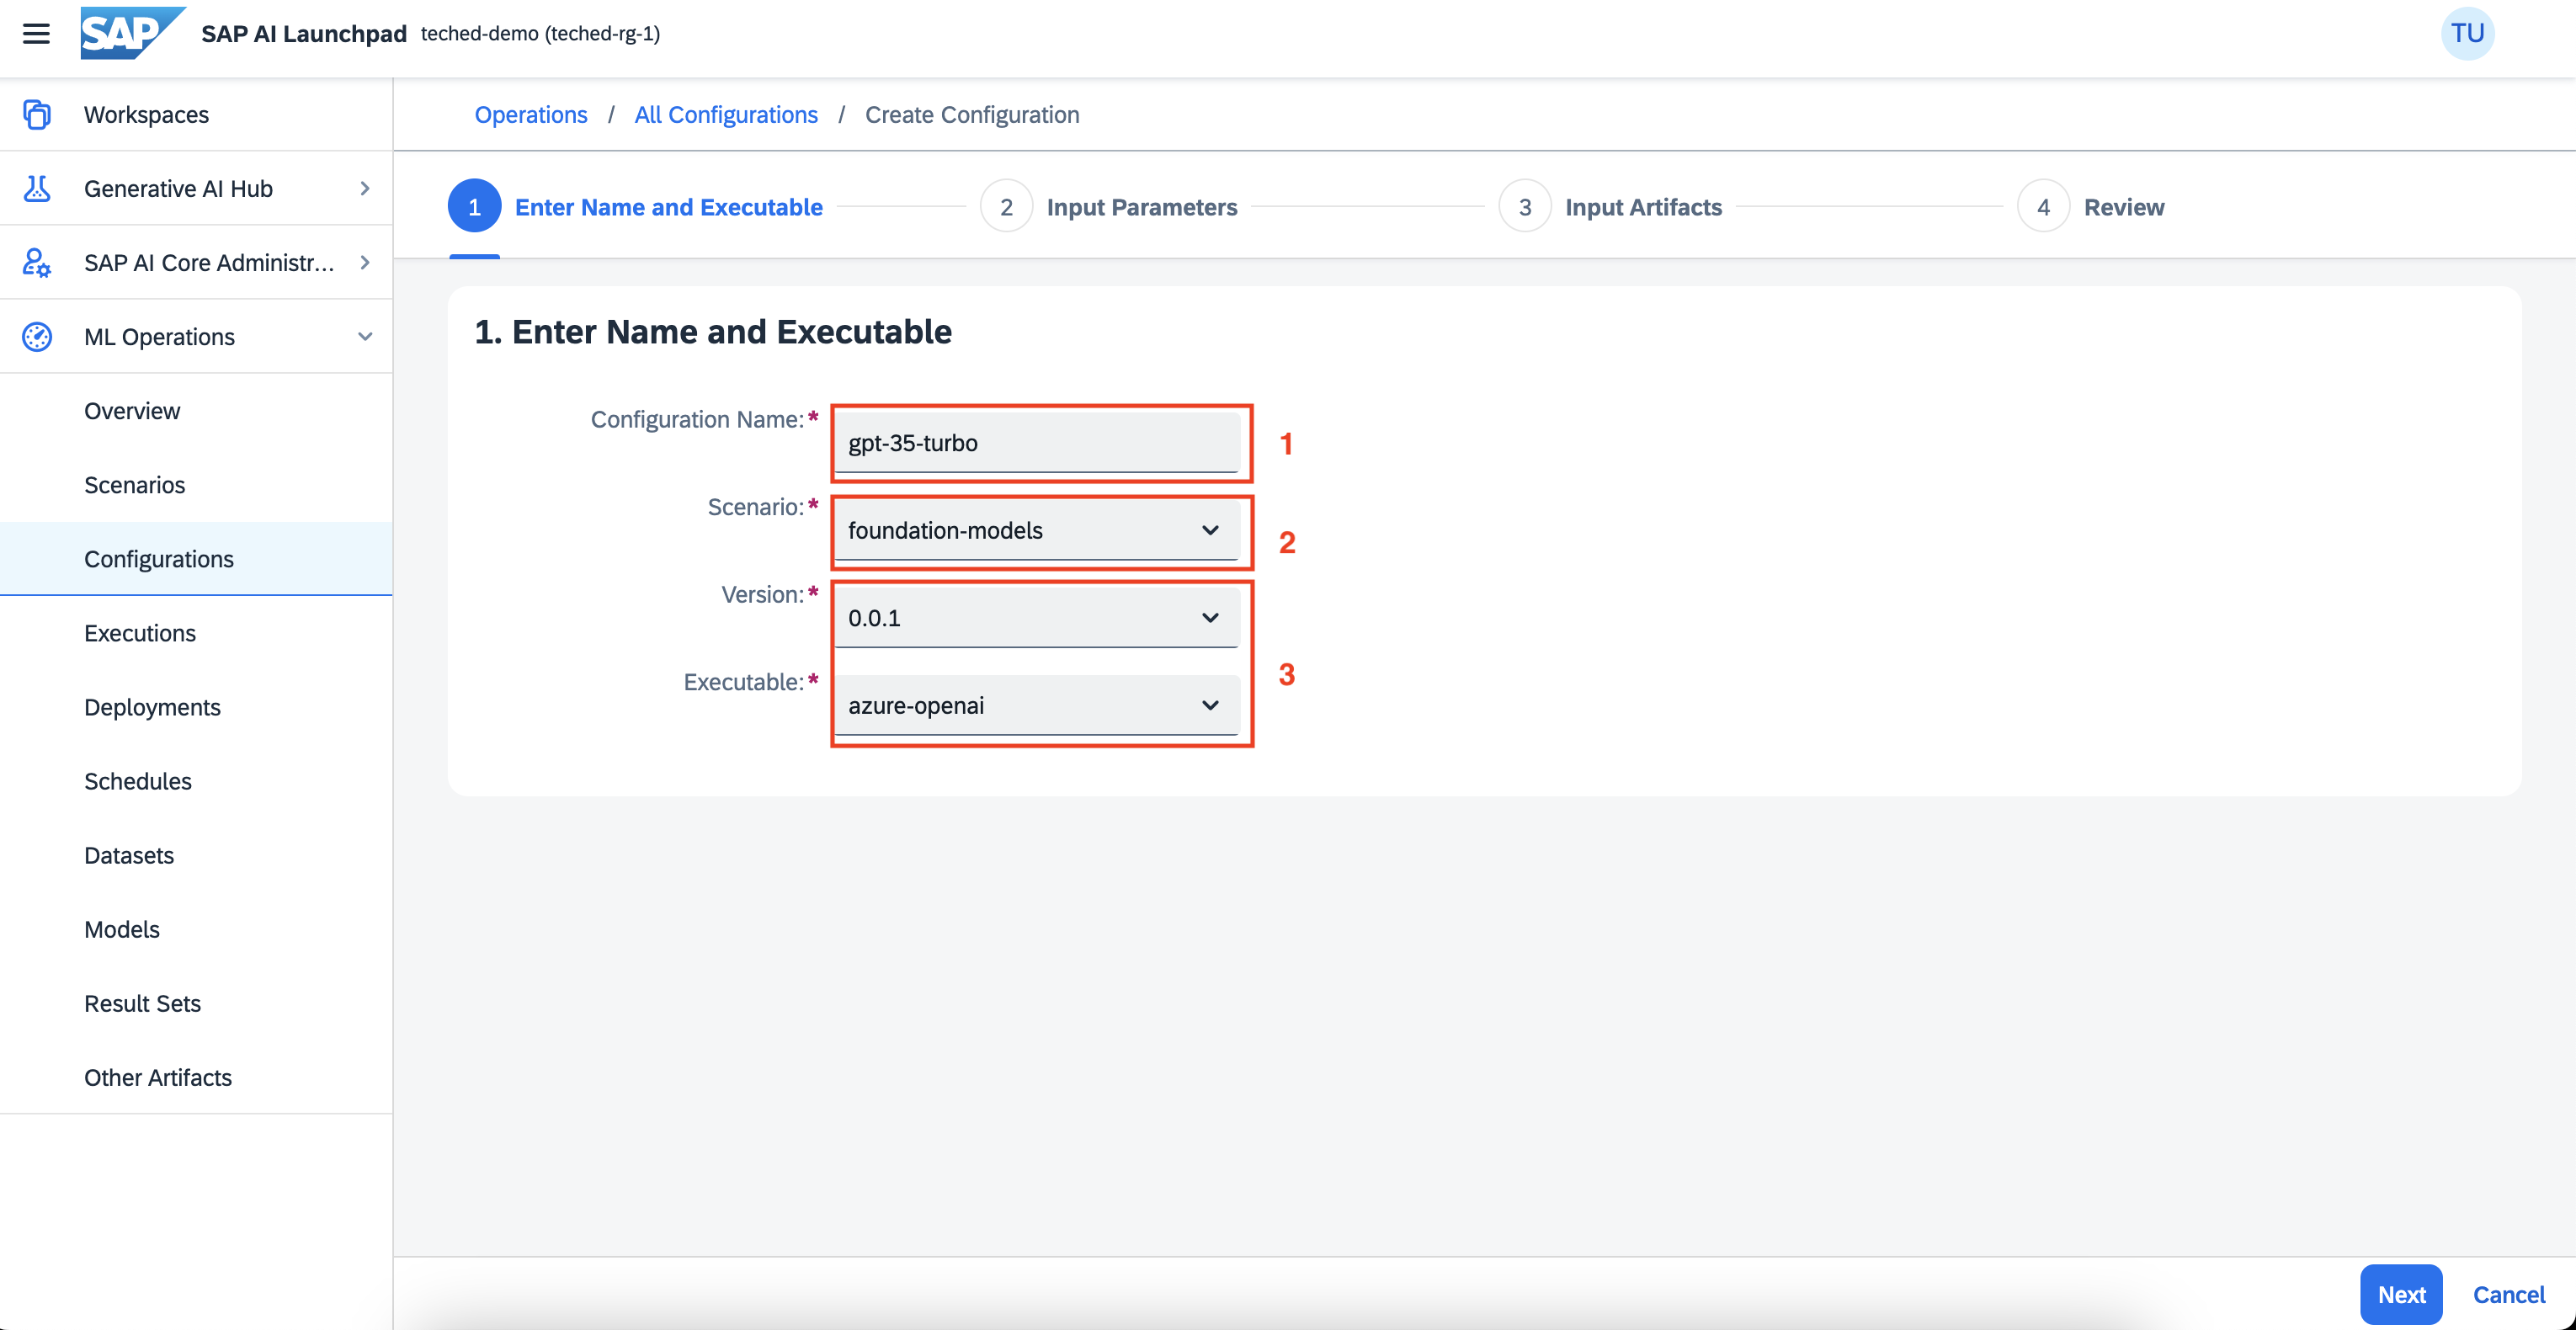 SAP SAP AI Launchpad teched-demo (teched-rg-1) TU
Workspaces
Generative AI Hub
SAP AI Core Administr...
ML Operations
Overview
Scenarios
Configurations
Executions
Deployments
Schedules
Datasets
Models
Result Sets
Other Artifacts
Operations / All Configurations / Create Configuration
1 Enter Name and Executable 2 Input Parameters 3 Input Artifacts 4 Review
1. Enter Name and Executable
Configuration Name:* gpt-35-turbo 1
Scenario:* foundation-models 2
Version:* 0.0.1
3
Executable:* azure-openai
Next Cancel